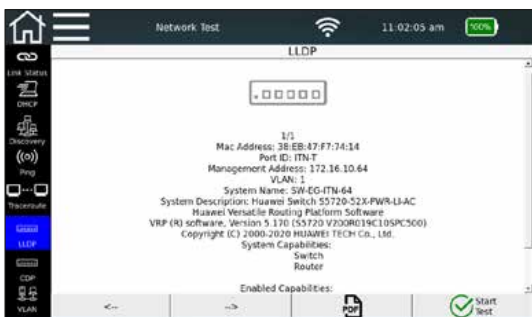 Network Test
11:02:05 am
100%
LLDP
Link Status
DHCP
Discovery
Ping
Traceroute
LLDP
CDP
VLAN
1/1
Mac Address: 38:EB:47:F7:74:14
Port ID: ITN-T
Management Address: 172.16.10.64
VLAN: 1
System Name: SW-EG-ITN-64
System Description: Huawei Switch S5720-52X-PWR-LI-AC
Huawei Versatile Routing Platform Software
VRP (R) software, Version 5.170 (S5720 V200R019C10SPC500)
Copyright (C) 2000-2020 HUAWEI TECH Co., Ltd.
System Capabilities:
Switch
Router
Enabled Capabilities:
<--
-->
PDF
Start
Test